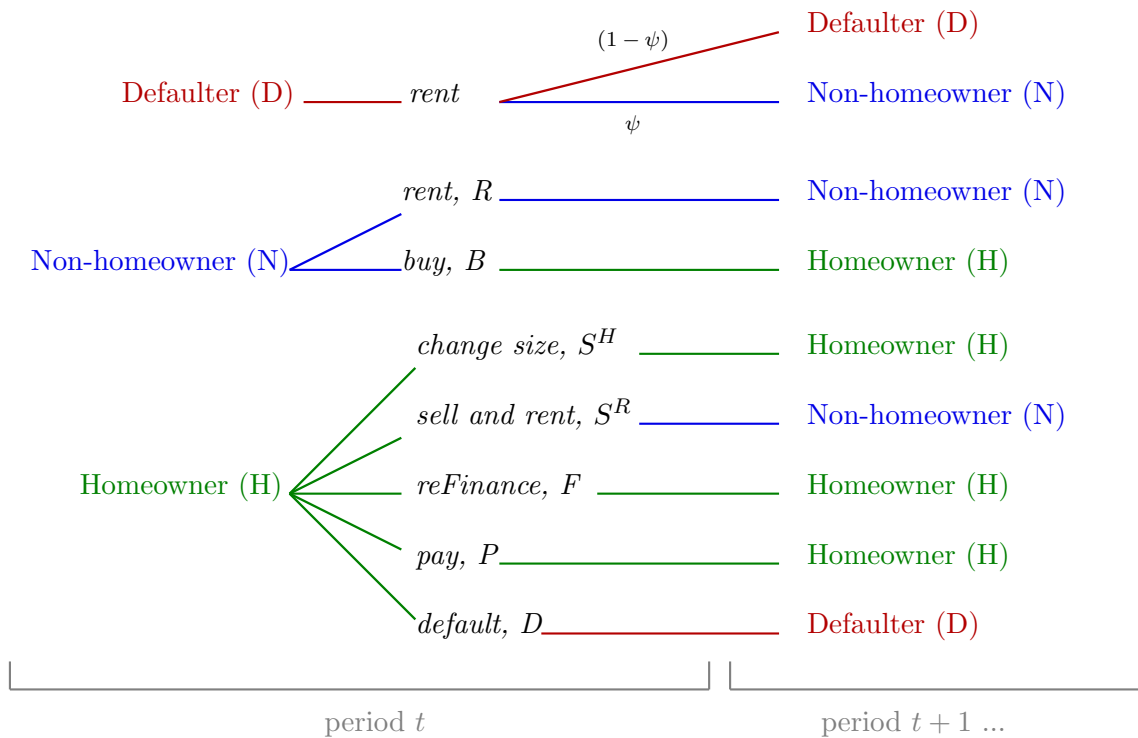 Defaulter (D)
(1 − ψ)
Defaulter (D) rent Non-homeowner (N)
ψ
rent, R Non-homeowner (N)
Non-homeowner (N) buy, B Homeowner (H)
change size, S^H Homeowner (H)
sell and rent, S^R Non-homeowner (N)
Homeowner (H) reFinance, F Homeowner (H)
pay, P Homeowner (H)
default, D Defaulter (D)
period t period t + 1 ...